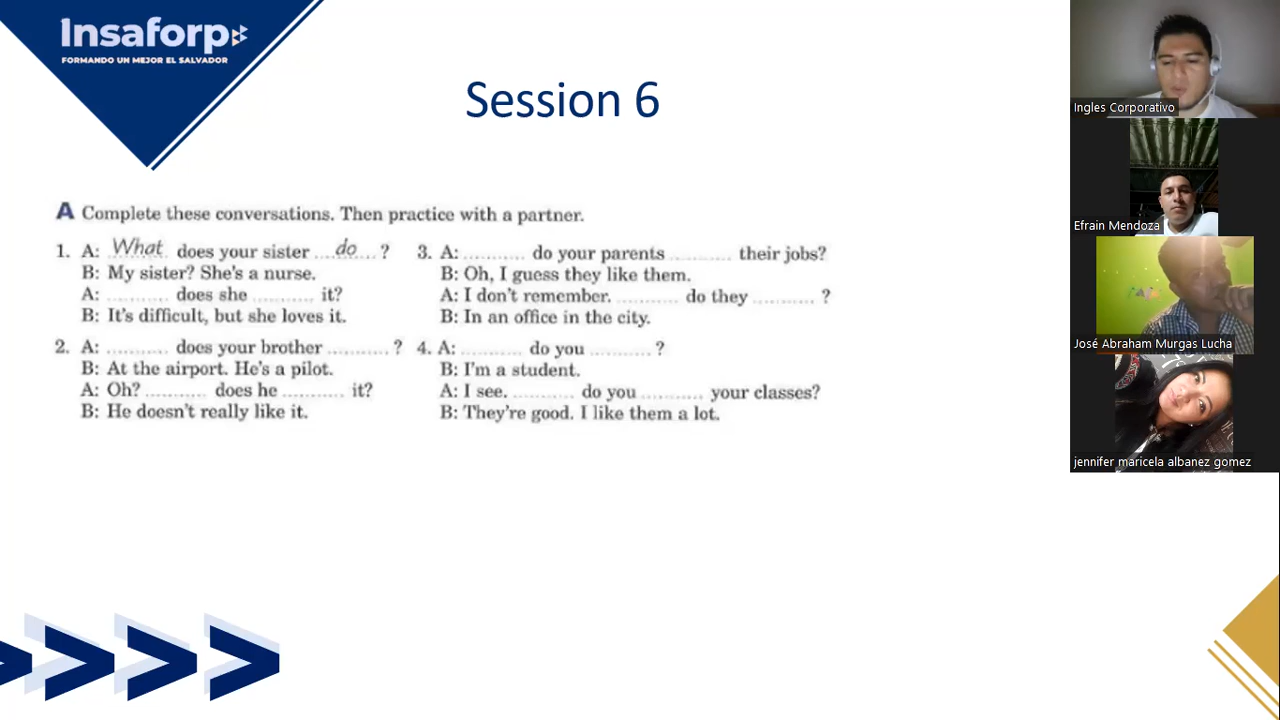 Insaforp
FORMANDO UN MEJOR EL SALVADOR
Session 6
A Complete these conversations. Then practice with a partner.
1. A: What does your sister do ?
B: My sister? She's a nurse.
A: .......... does she .......... it?
B: It's difficult, but she loves it.
2. A: .......... does your brother .......... ?
B: At the airport. He's a pilot.
A: Oh? .......... does he .......... it?
B: He doesn't really like it.
3. A: .......... do your parents .......... their jobs?
B: Oh, I guess they like them.
A: I don't remember. .......... do they .......... ?
B: In an office in the city.
4. A: .......... do you .......... ?
B: I'm a student.
A: I see. .......... do you .......... your classes?
B: They're good. I like them a lot.
Ingles Corporativo
Efrain Mendoza
José Abraham Murgas Lucha
jennifer maricela albanez gomez